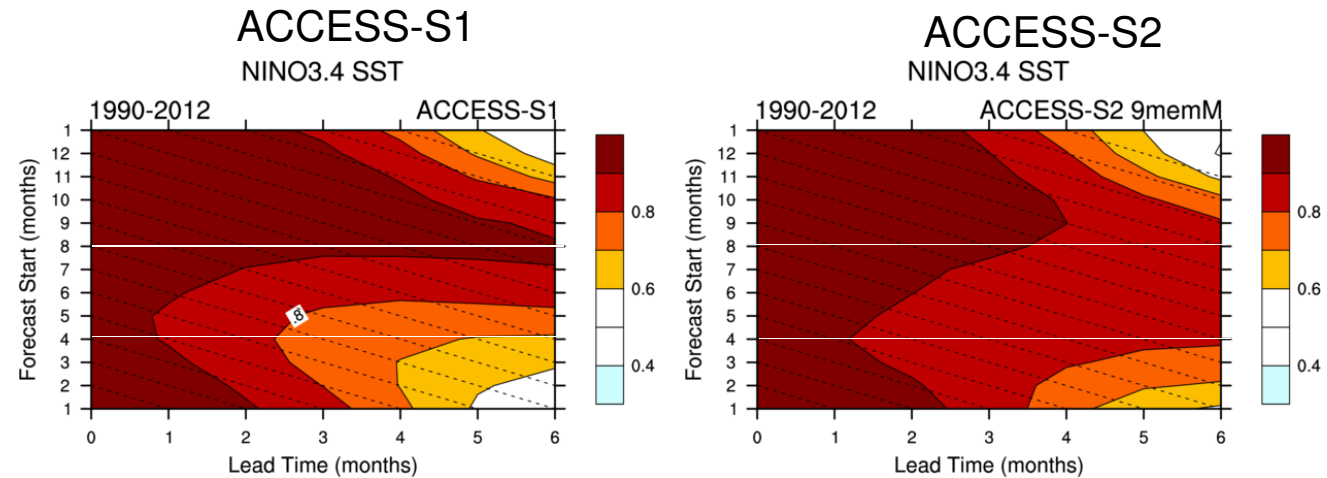 ACCESS-S1
NINO3.4 SST
1990-2012 ACCESS-S1
1
12
11
10
9
8
7
6
5
4
3
2
1
Forecast Start (months)
.8
0 1 2 3 4 5 6
Lead Time (months)
0.8
0.6
0.4
ACCESS-S2
NINO3.4 SST
1990-2012 ACCESS-S2 9memM
1
12
11
10
9
8
7
6
5
4
3
2
1
Forecast Start (months)
0 1 2 3 4 5 6
Lead Time (months)
0.8
0.6
0.4